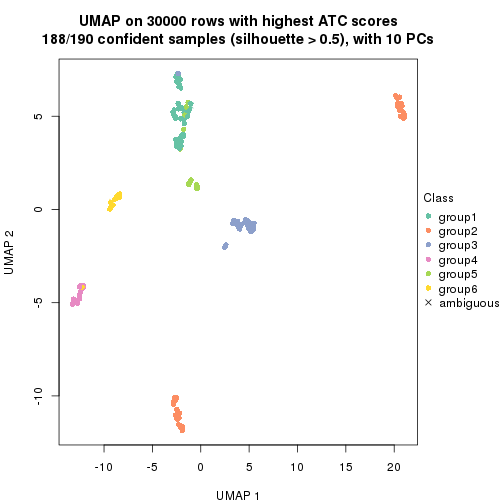 UMAP on 30000 rows with highest ATC scores
188/190 confident samples (silhouette > 0.5), with 10 PCs
5
0
-5
-10
UMAP 2
-10 -5 0 5 10 15 20
UMAP 1
Class
group1
group2
group3
group4
group5
group6
ambiguous